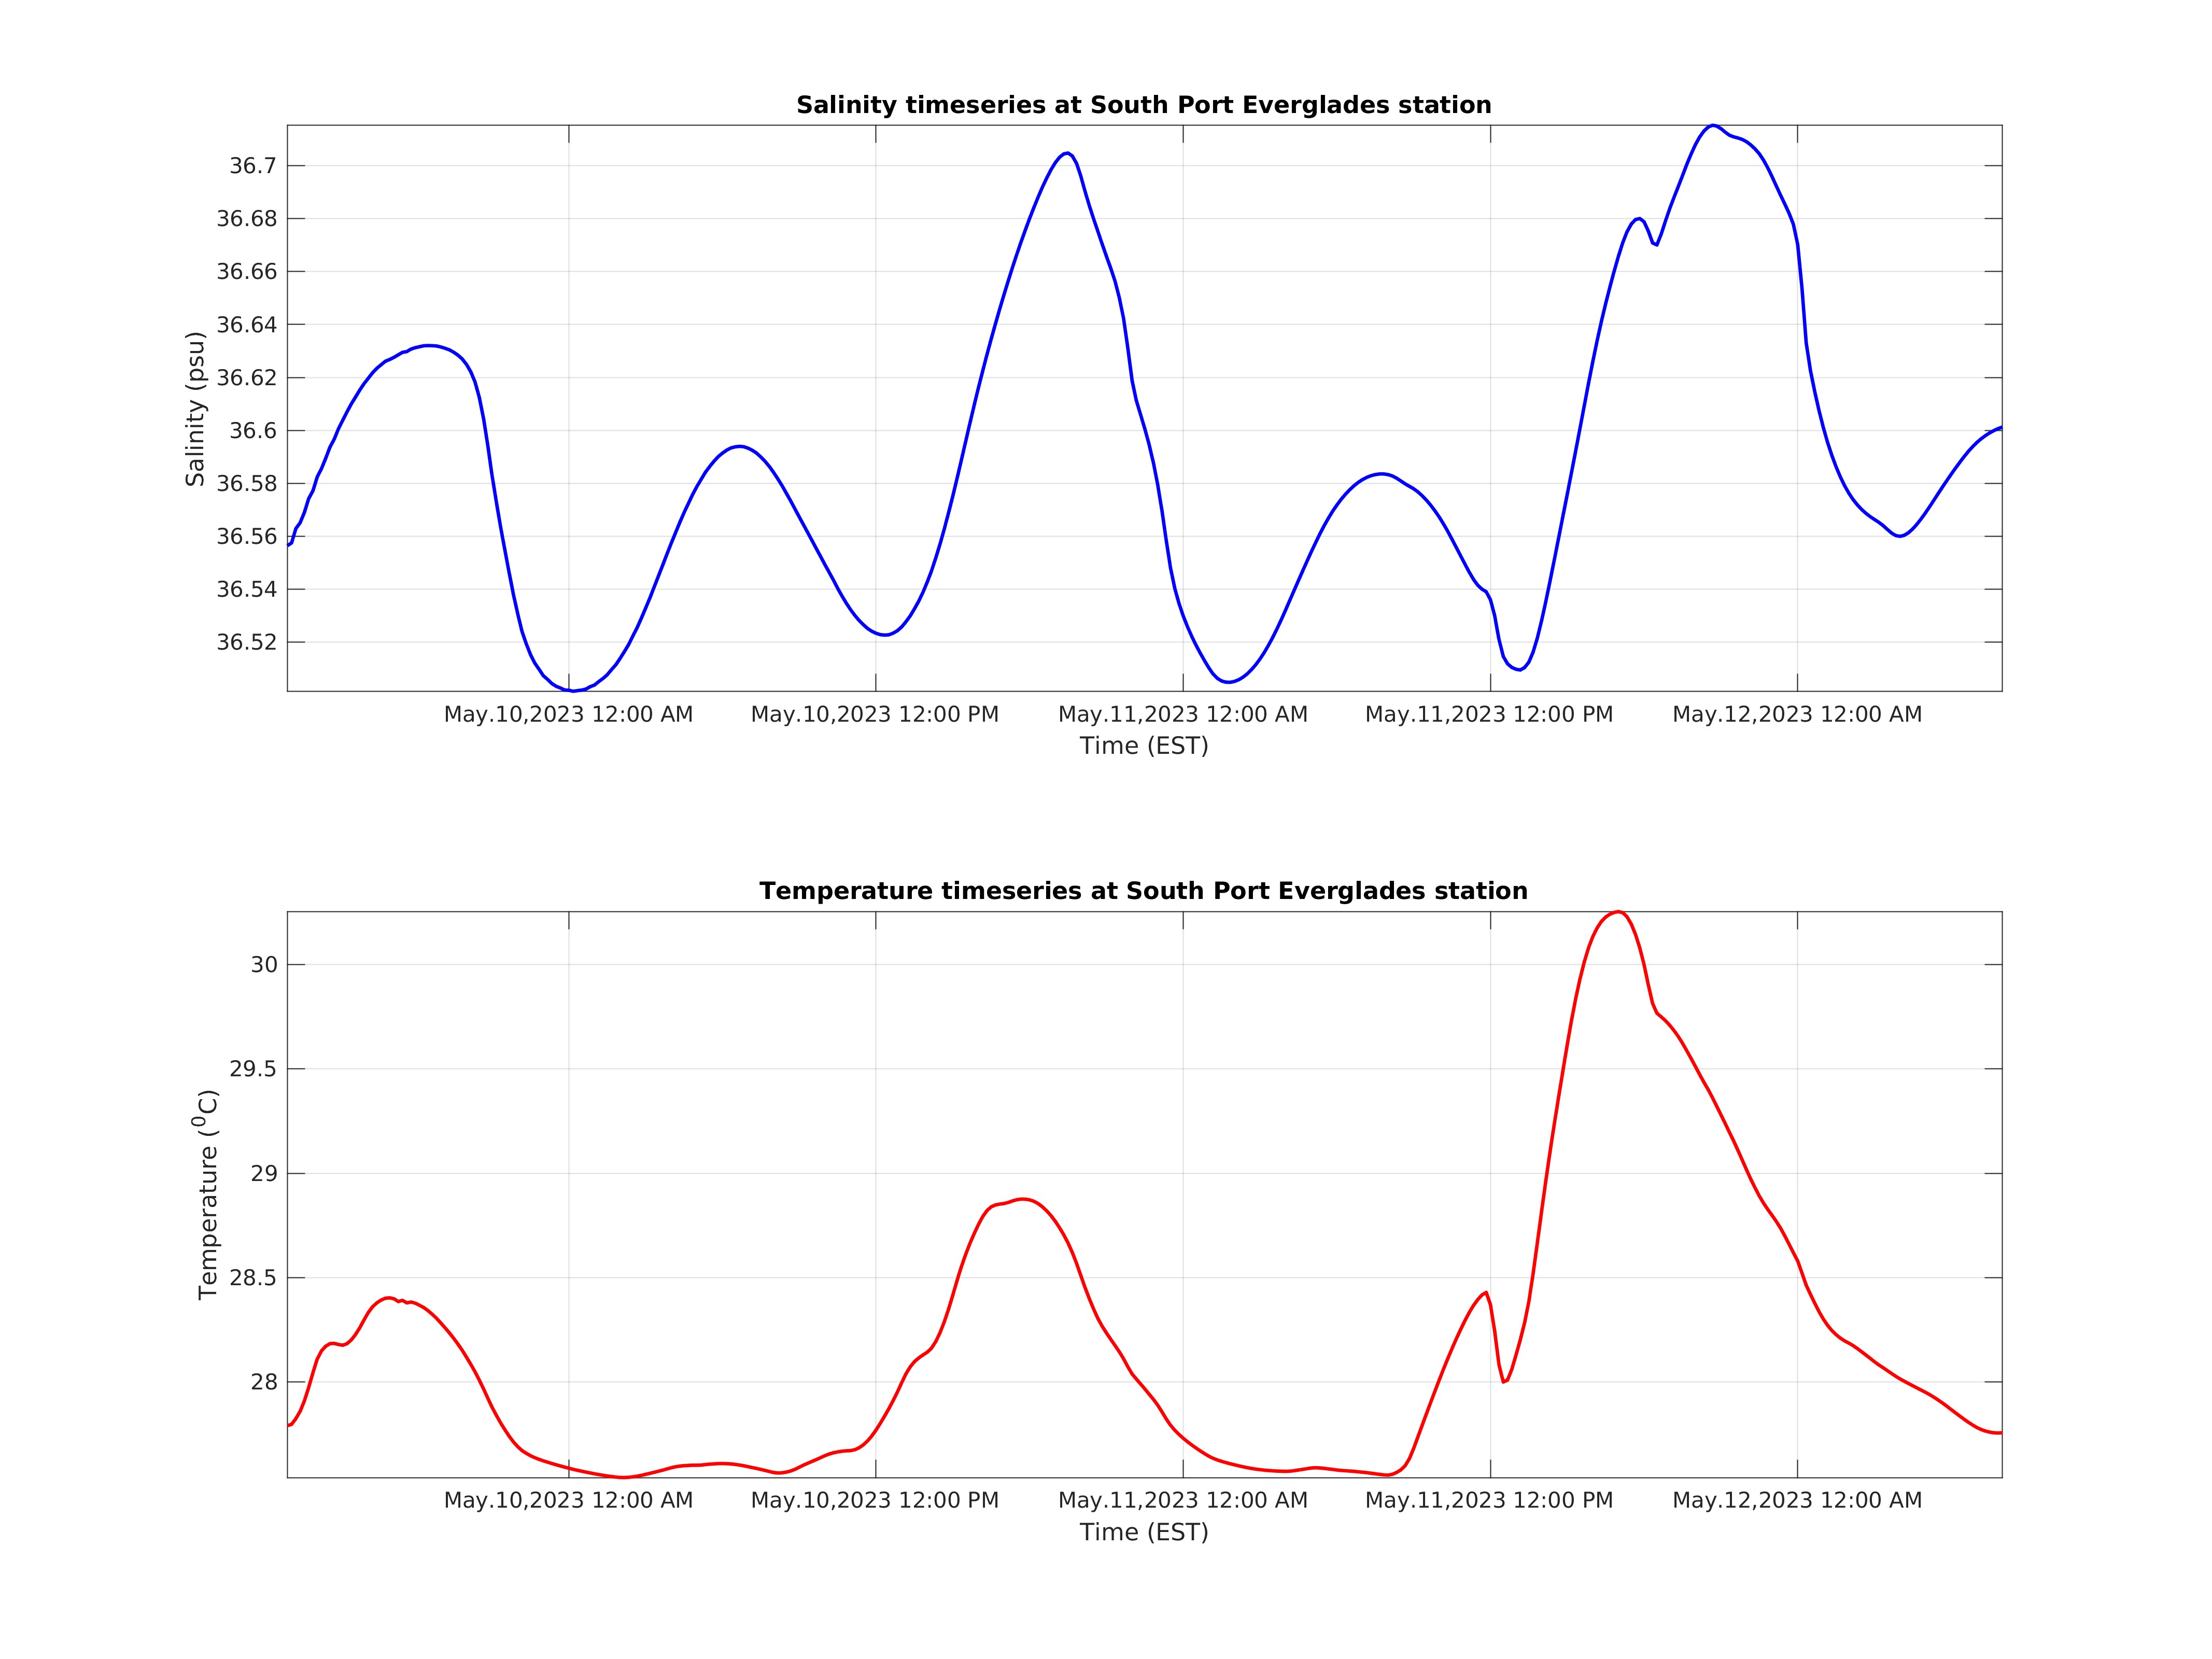 Salinity timeseries at South Port Everglades station
Salinity (psu)
36.7
36.68
36.66
36.64
36.62
36.6
36.58
36.56
36.54
36.52
May.10,2023 12:00 AM May.10,2023 12:00 PM May.11,2023 12:00 AM May.11,2023 12:00 PM May.12,2023 12:00 AM
Time (EST)
Temperature timeseries at South Port Everglades station
Temperature (⁰C)
30
29.5
29
28.5
28
May.10,2023 12:00 AM May.10,2023 12:00 PM May.11,2023 12:00 AM May.11,2023 12:00 PM May.12,2023 12:00 AM
Time (EST)